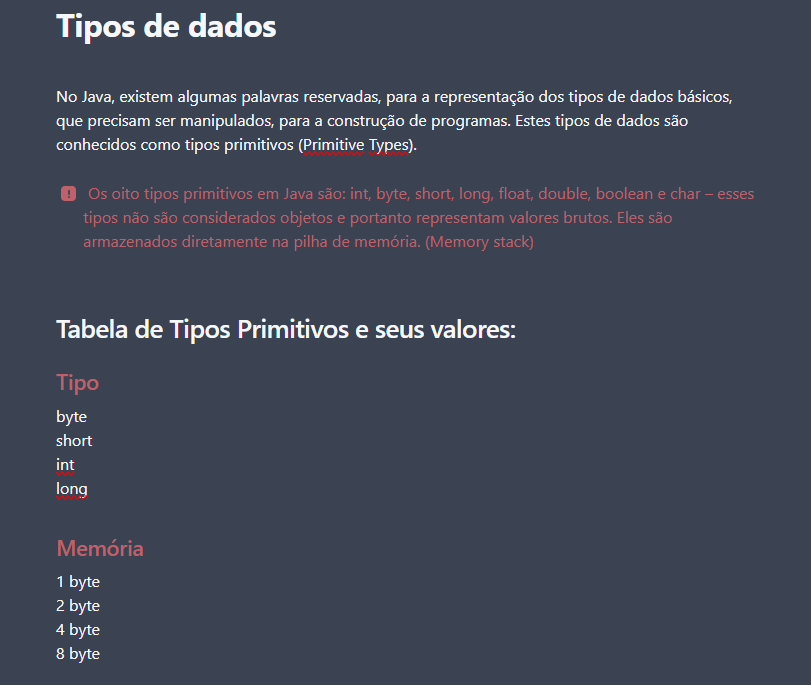 Tipos de dados
No Java, existem algumas palavras reservadas, para a representação dos tipos de dados básicos,
que precisam ser manipulados, para a construção de programas. Estes tipos de dados são
conhecidos como tipos primitivos (Primitive Types).
Os oito tipos primitivos em Java são: int, byte, short, long, float, double, boolean e char – esses
tipos não são considerados objetos e portanto representam valores brutos. Eles são
armazenados diretamente na pilha de memória. (Memory stack)
Tabela de Tipos Primitivos e seus valores:
Tipo
byte
short
int
long
Memória
1 byte
2 byte
4 byte
8 byte